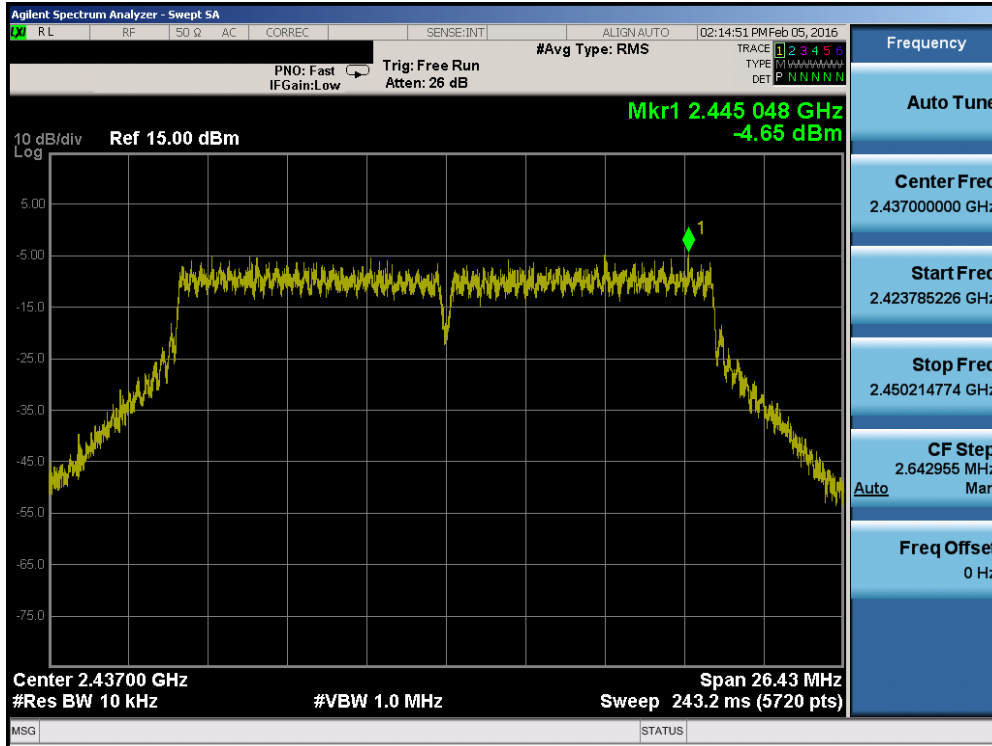 Agilent Spectrum Analyzer - Swept SA
LXI RL RF 50 Ω AC CORREC SENSE:INT ALIGN AUTO 02:14:51 PM Feb 05, 2016
#Avg Type: RMS TRACE 1 2 3 4 5 6
PNO: Fast Trig: Free Run TYPE M WWWWW
IFGain:Low Atten: 26 dB DET P N N N N N
Mkr1 2.445 048 GHz
-4.65 dBm
10 dB/div Ref 15.00 dBm
Log
1
5.00
-5.00
-15.0
-25.0
-35.0
-45.0
-55.0
-65.0
-75.0
Center 2.43700 GHz Span 26.43 MHz
#Res BW 10 kHz #VBW 1.0 MHz Sweep 243.2 ms (5720 pts)
MSG STATUS
Frequency
Auto Tune
Center Freq
2.437000000 GHz
Start Freq
2.423785226 GHz
Stop Freq
2.450214774 GHz
CF Step
2.642955 MHz
Auto Man
Freq Offset
0 Hz